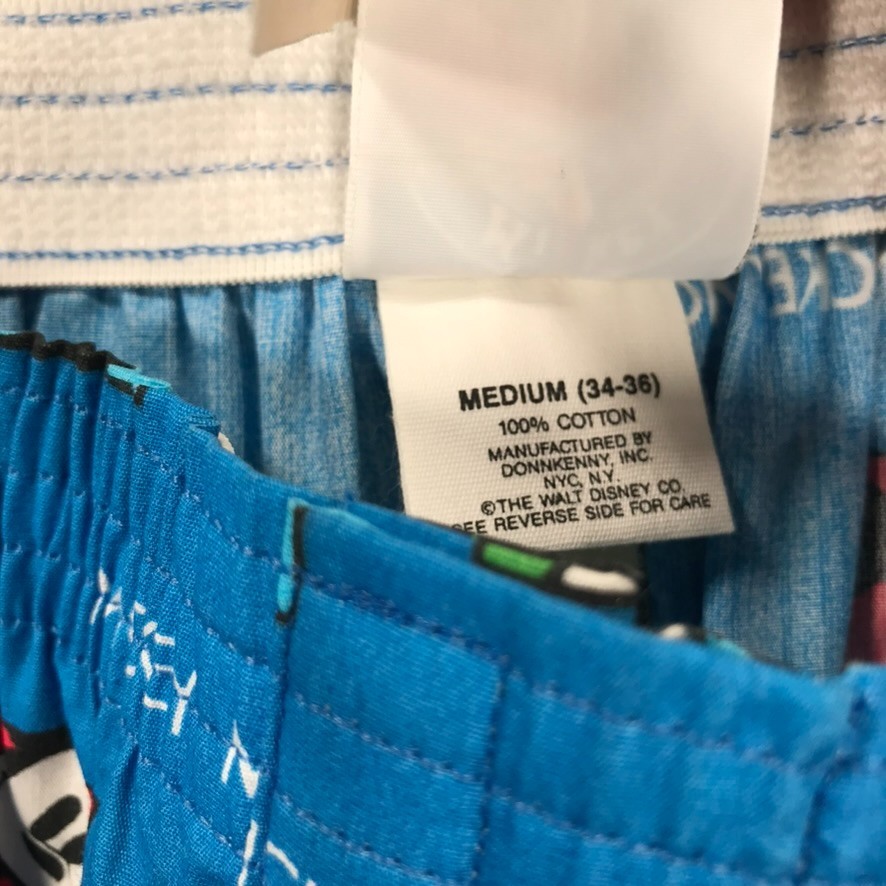 MEDIUM (34-36)
100% COTTON
MANUFACTURED BY
DONNKENNY, INC.
NYC, N.Y.
©THE WALT DISNEY CO.
SEE REVERSE SIDE FOR CARE